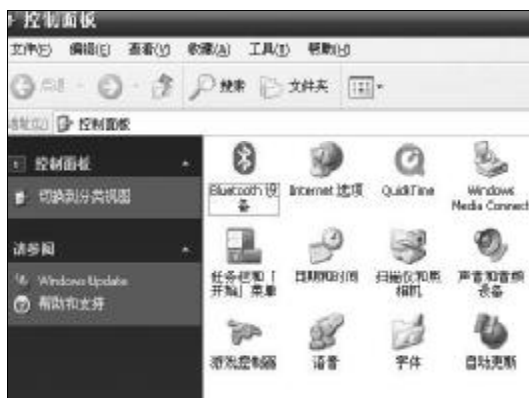 控制面板
文件(F) 编辑(E) 查看(V) 收藏(A) 工具(T) 帮助(H)
后退 搜索 文件夹
地址(D) 控制面板
控制面板
切换到分类视图
请参阅
Windows Update
帮助和支持
Bluetooth 设备
Internet 选项
QuickTime
Windows Media Connect
任务栏和「开始」菜单
日期和时间
扫描仪和照相机
声音和音频设备
游戏控制器
语音
字体
自动更新